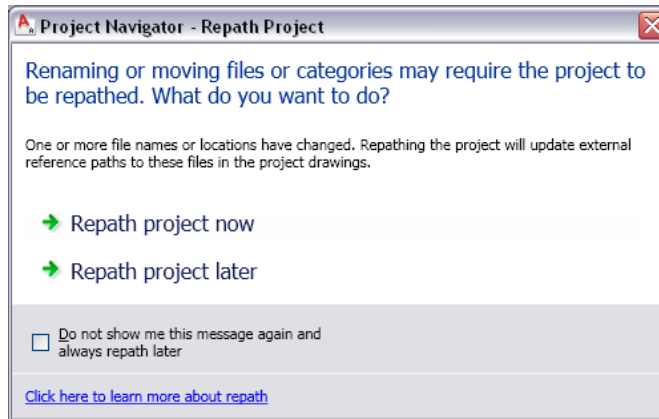 Project Navigator - Repath Project
Renaming or moving files or categories may require the project to
be repathed. What do you want to do?
One or more file names or locations have changed. Repathing the project will update external
reference paths to these files in the project drawings.
Repath project now
Repath project later
Do not show me this message again and
always repath later
Click here to learn more about repath